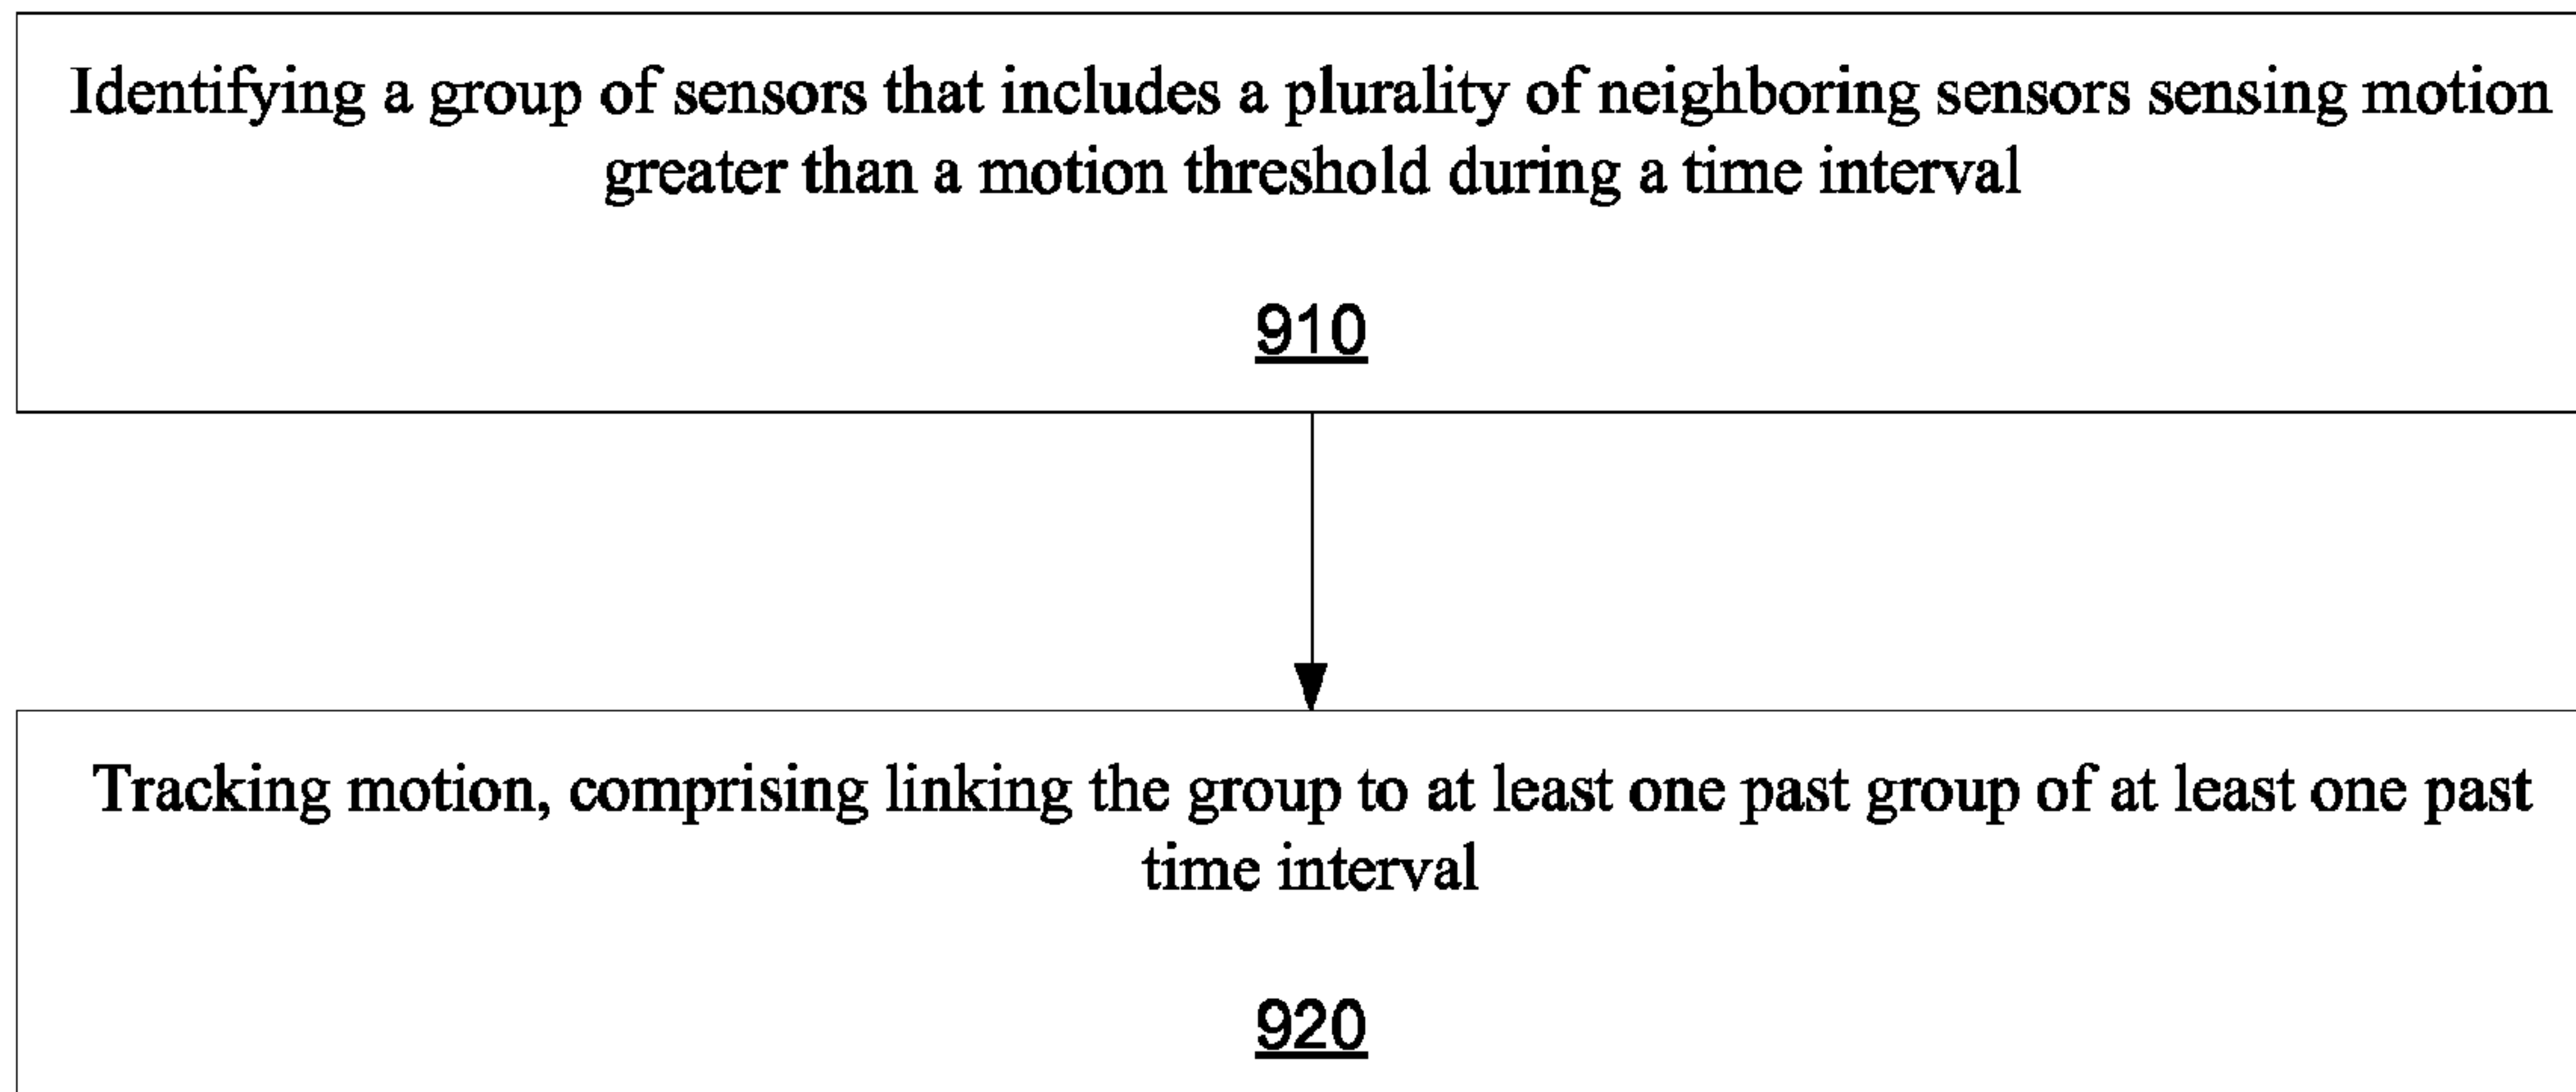 Identifying a group of sensors that includes a plurality of neighboring sensors sensing motion
greater than a motion threshold during a time interval
910
Tracking motion, comprising linking the group to at least one past group of at least one past
time interval
920